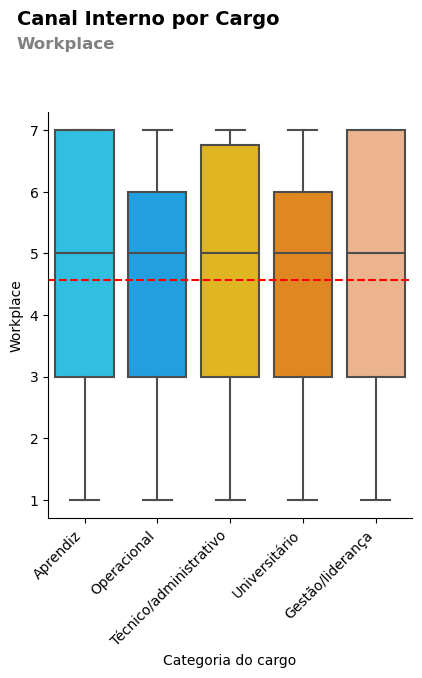 Canal Interno por Cargo
Workplace
7
6
5
4
3
2
1
Workplace
Aprendiz
Operacional
Técnico/administrativo
Universitário
Gestão/liderança
Categoria do cargo